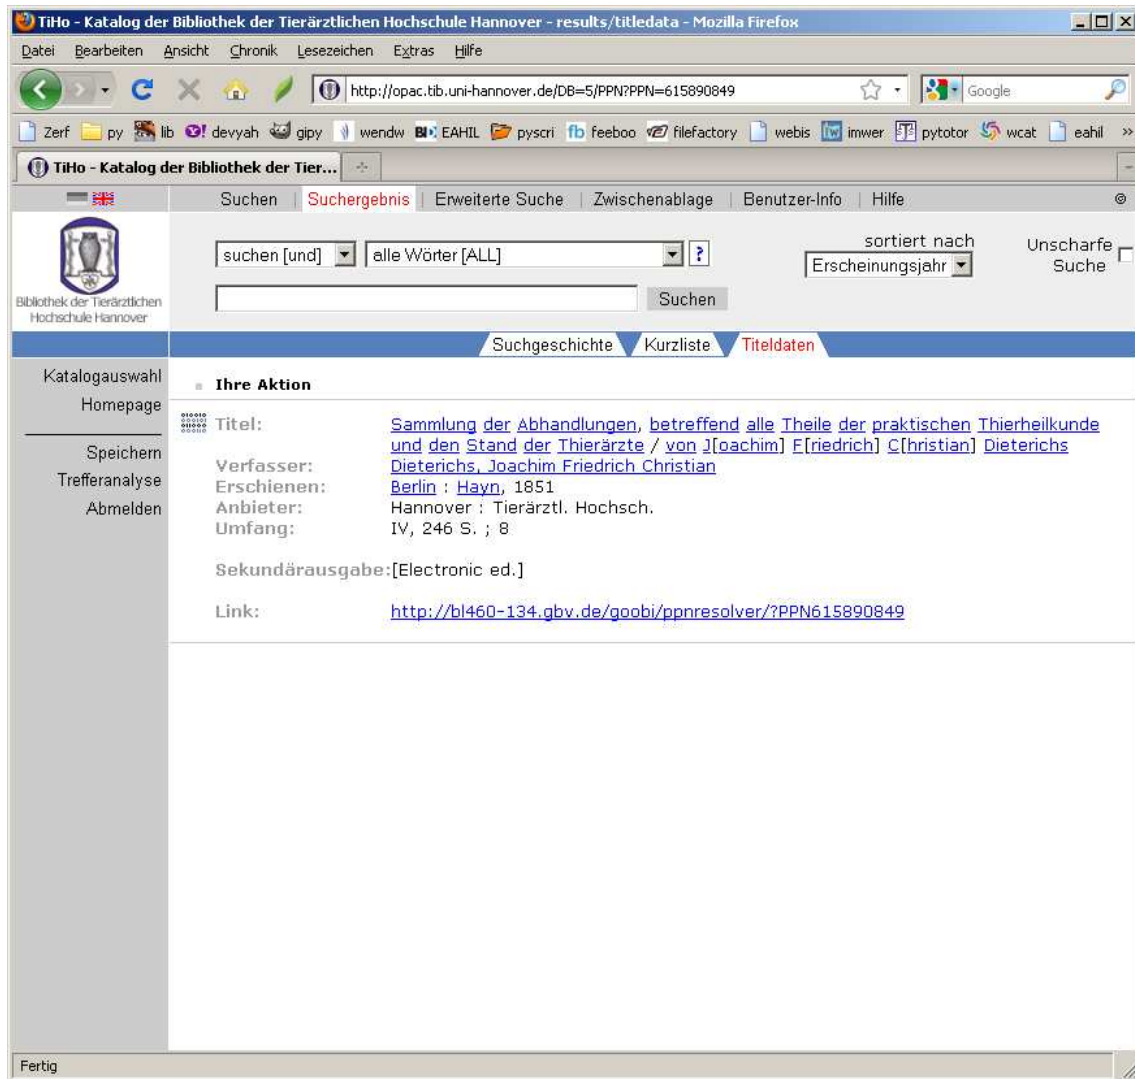 TiHo - Katalog der Bibliothek der Tierärztlichen Hochschule Hannover - results/titledata - Mozilla Firefox
Datei Bearbeiten Ansicht Chronik Lesezeichen Extras Hilfe
http://opac.tib.uni-hannover.de/DB=5/PPN?PPN=615890849 Google
Zerf py lib devyah gipy wendw EAHIL pyscri feeboo filefactory webis imwer pytotor wcat eahil »
TiHo - Katalog der Bibliothek der Tier...
Suchen | Suchergebnis | Erweiterte Suche | Zwischenablage | Benutzer-Info | Hilfe @
suchen [und] alle Wörter [ALL] ? sortiert nach Erscheinungsjahr Unscharfe Suche
Suchen
Bibliothek der Tierärztlichen
Hochschule Hannover
Suchgeschichte Kurzliste Titeldaten
Katalogauswahl
Homepage
Speichern
Trefferanalyse
Abmelden
Ihre Aktion
Titel: Sammlung der Abhandlungen, betreffend alle Theile der praktischen Thierheilkunde
und den Stand der Thierärzte / von J[oachim] F[riedrich] C[hristian] Dieterichs
Verfasser: Dieterichs, Joachim Friedrich Christian
Erschienen: Berlin : Hayn, 1851
Anbieter: Hannover : Tierärztl. Hochsch.
Umfang: IV, 246 S. ; 8
Sekundärausgabe:[Electronic ed.]
Link: http://bl460-134.gbv.de/goobi/ppnresolver/?PPN615890849
Fertig